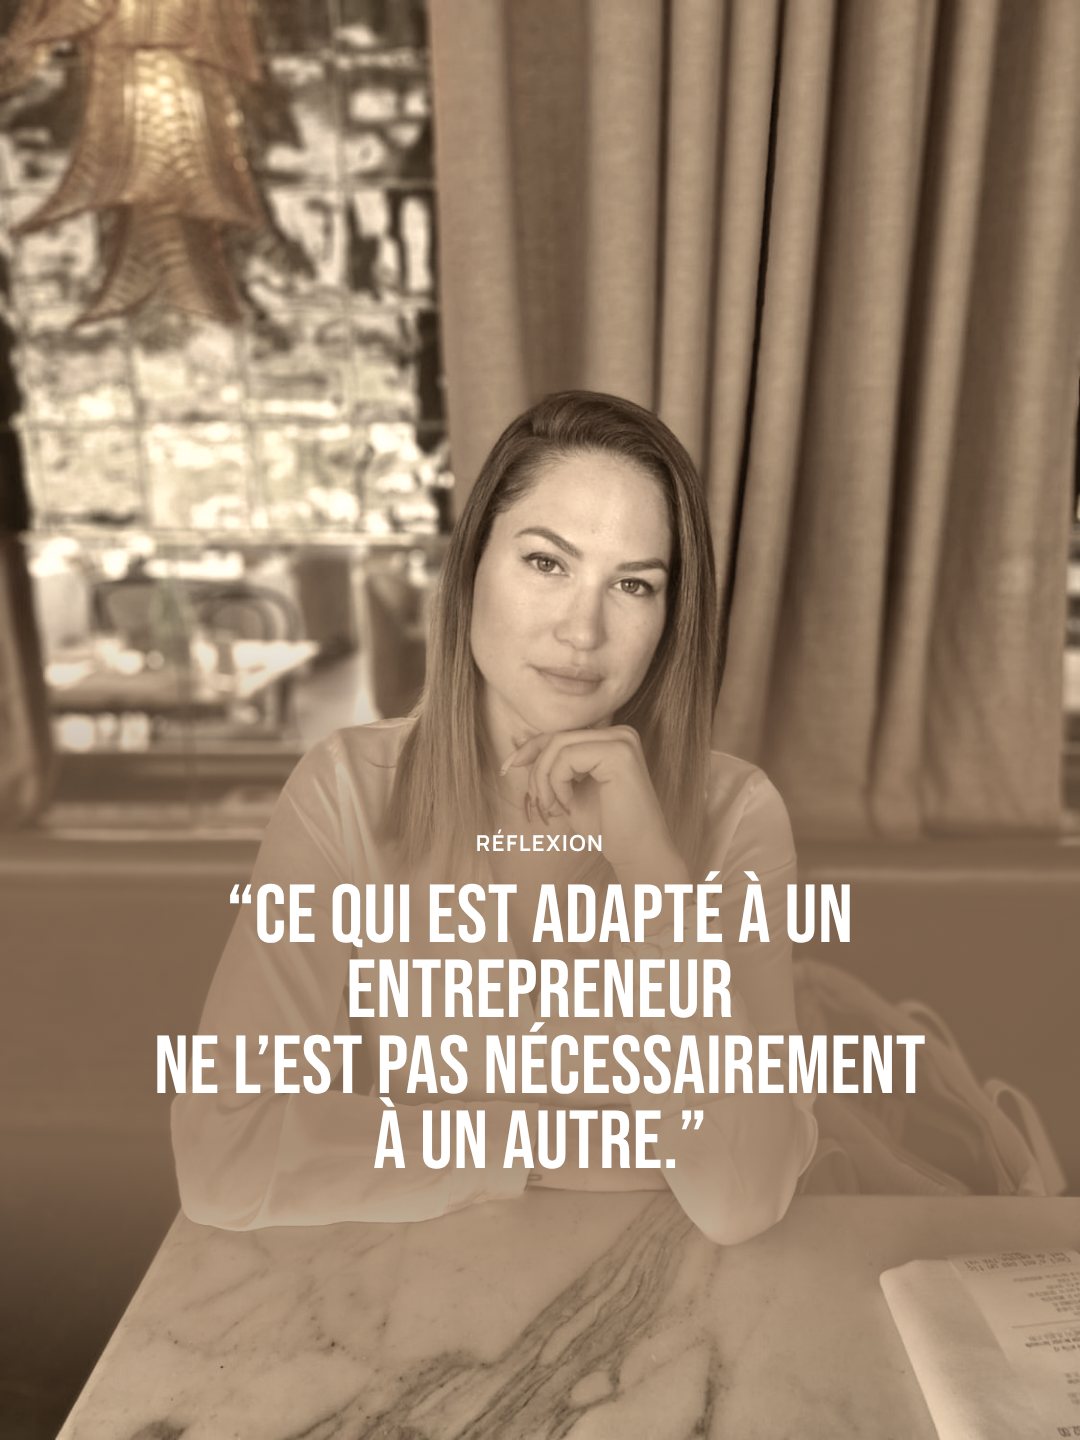 RÉFLEXION
“CE QUI EST ADAPTÉ À UN
ENTREPRENEUR
NE L’EST PAS NÉCESSAIREMENT
À UN AUTRE.”